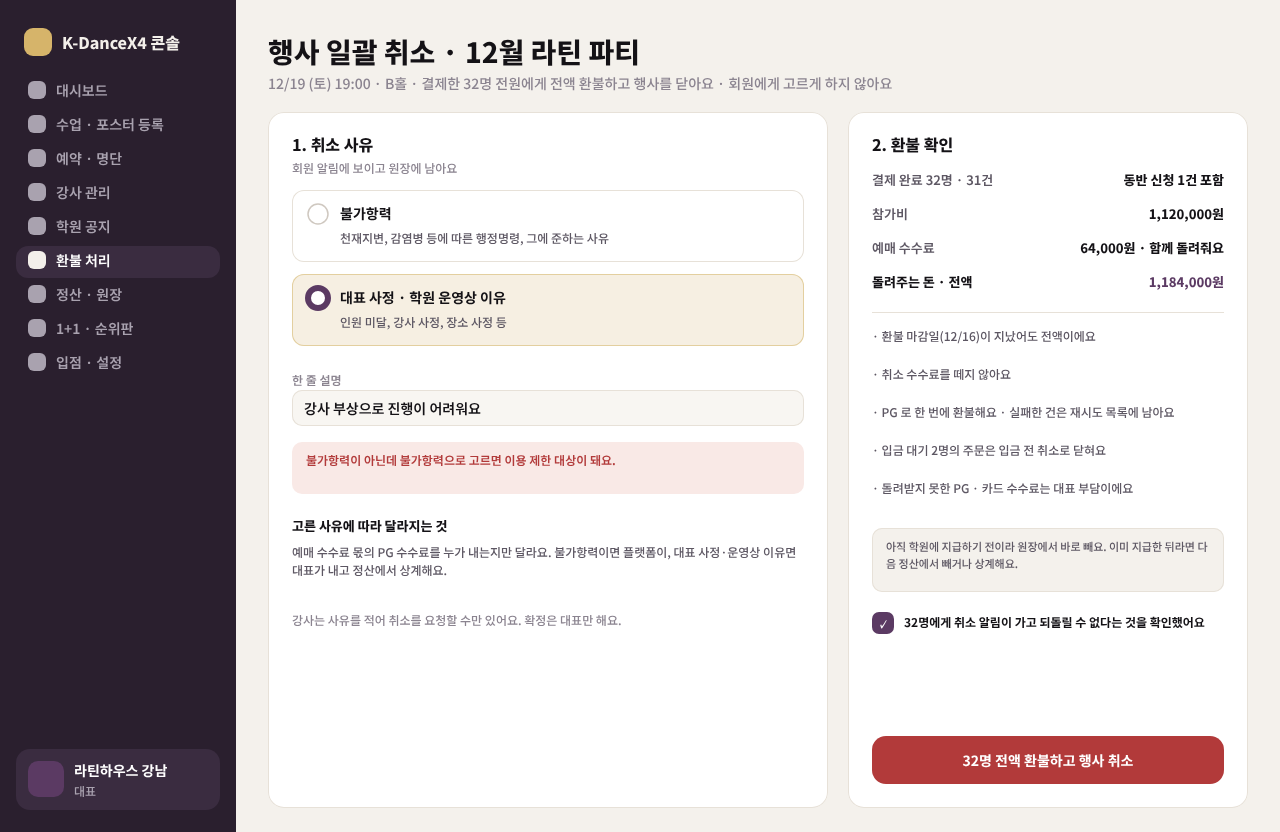 K-DanceX4 콘솔
대시보드
수업 · 포스터 등록
예약 · 명단
강사 관리
학원 공지
환불 처리
정산 · 원장
1+1 · 순위판
입점 · 설정
라틴하우스 강남
대표
행사 일괄 취소 · 12월 라틴 파티
12/19 (토) 19:00 · B홀 · 결제한 32명 전원에게 전액 환불하고 행사를 닫아요 · 회원에게 고르게 하지 않아요
1. 취소 사유
회원 알림에 보이고 원장에 남아요
불가항력
천재지변, 감염병 등에 따른 행정명령, 그에 준하는 사유
대표 사정 · 학원 운영상 이유
인원 미달, 강사 사정, 장소 사정 등
한 줄 설명
강사 부상으로 진행이 어려워요
불가항력이 아닌데 불가항력으로 고르면 이용 제한 대상이 돼요.
고른 사유에 따라 달라지는 것
예매 수수료 몫의 PG 수수료를 누가 내는지만 달라요. 불가항력이면 플랫폼이, 대표 사정·운영상 이유면
대표가 내고 정산에서 상계해요.
강사는 사유를 적어 취소를 요청할 수만 있어요. 확정은 대표만 해요.
2. 환불 확인
결제 완료 32명 · 31건 동반 신청 1건 포함
참가비 1,120,000원
예매 수수료 64,000원 · 함께 돌려줘요
돌려주는 돈 · 전액 1,184,000원
· 환불 마감일(12/16)이 지났어도 전액이에요
· 취소 수수료를 떼지 않아요
· PG 로 한 번에 환불해요 · 실패한 건은 재시도 목록에 남아요
· 입금 대기 2명의 주문은 입금 전 취소로 닫혀요
· 돌려받지 못한 PG · 카드 수수료는 대표 부담이에요
아직 학원에 지급하기 전이라 원장에서 바로 빼요. 이미 지급한 뒤라면 다
음 정산에서 빼거나 상계해요.
✓ 32명에게 취소 알림이 가고 되돌릴 수 없다는 것을 확인했어요
32명 전액 환불하고 행사 취소